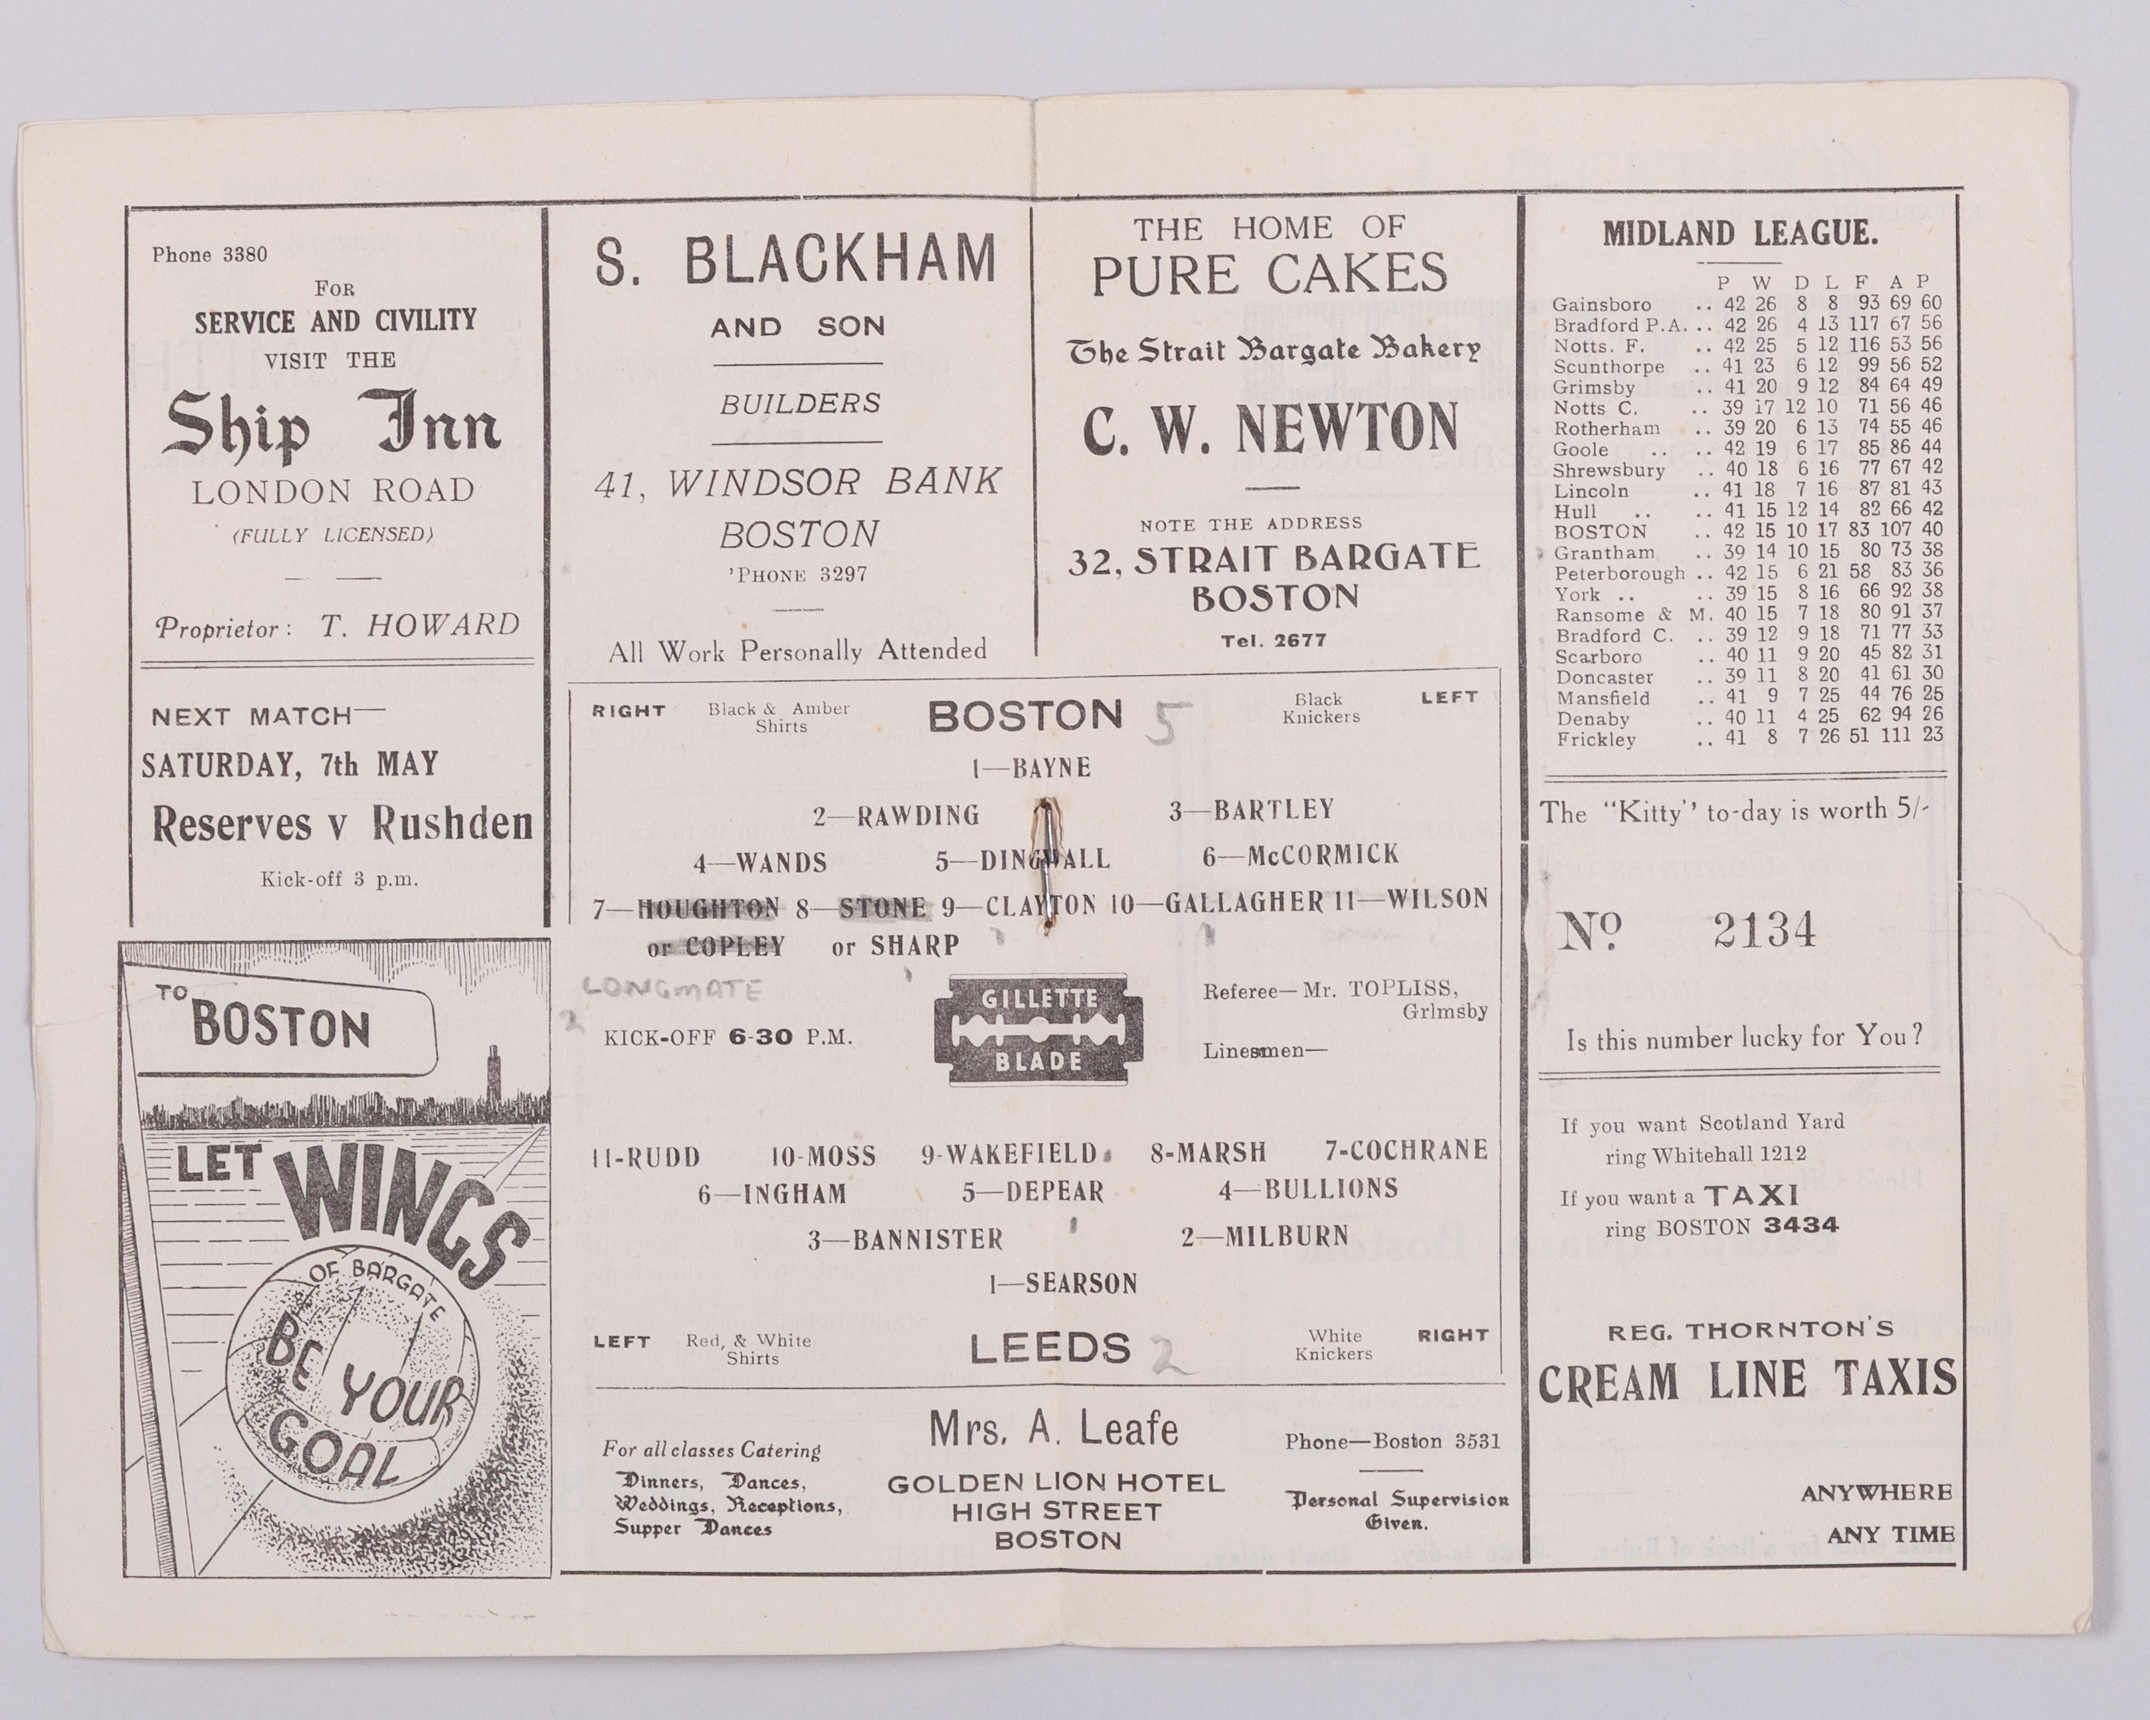 Phone 3380
FOR
SERVICE AND CIVILITY
VISIT THE
Ship Inn
LONDON ROAD
(FULLY LICENSED)
Proprietor: T. HOWARD
NEXT MATCH—
SATURDAY, 7th MAY
Reserves v Rushden
Kick-off 3 p.m.
TO
BOSTON
LET WINGS
OF BARGATE
BE YOUR
GOAL
S. BLACKHAM
AND SON
BUILDERS
41, WINDSOR BANK
BOSTON
'PHONE 3297
All Work Personally Attended
THE HOME OF
PURE CAKES
The Strait Bargate Bakery
C. W. NEWTON
NOTE THE ADDRESS
32, STRAIT BARGATE
BOSTON
Tel. 2677
RIGHT Black & Amber Shirts BOSTON 5 Black Knickers LEFT
1—BAYNE
2—RAWDING 3—BARTLEY
4—WANDS 5—DINGWALL 6—McCORMICK
7—HOUGHTON 8—STONE 9—CLAYTON 10—GALLAGHER 11—WILSON
or COPLEY or SHARP
LONGMATE
2
KICK-OFF 6-30 P.M.
GILLETTE
BLADE
Referee—Mr. TOPLISS,
Grlmsby
Linesmen—
11-RUDD 10-MOSS 9-WAKEFIELD 8-MARSH 7-COCHRANE
6—INGHAM 5—DEPEAR 4—BULLIONS
3—BANNISTER 2—MILBURN
1—SEARSON
LEFT Red, & White Shirts LEEDS 2 White Knickers RIGHT
For all classes Catering
Dinners, Dances,
Weddings, Receptions,
Supper Dances
Mrs. A. Leafe
GOLDEN LION HOTEL
HIGH STREET
BOSTON
Phone—Boston 3531
Personal Supervision
Given.
MIDLAND LEAGUE.
P W D L F A P
Gainsboro .. 42 26 8 8 93 69 60
Bradford P.A. .. 42 26 4 13 117 67 56
Notts. F. .. 42 25 5 12 116 53 56
Scunthorpe .. 41 23 6 12 99 56 52
Grimsby .. 41 20 9 12 84 64 49
Notts C. .. 39 17 12 10 71 56 46
Rotherham .. 39 20 6 13 74 55 46
Goole .. .. 42 19 6 17 85 86 44
Shrewsbury .. 40 18 6 16 77 67 42
Lincoln .. 41 18 7 16 87 81 43
Hull .. .. 41 15 12 14 82 66 42
BOSTON .. 42 15 10 17 83 107 40
Grantham .. 39 14 10 15 80 73 38
Peterborough .. 42 15 6 21 58 83 36
York .. .. 39 15 8 16 66 92 38
Ransome & M. 40 15 7 18 80 91 37
Bradford C. .. 39 12 9 18 71 77 33
Scarboro .. 40 11 9 20 45 82 31
Doncaster .. 39 11 8 20 41 61 30
Mansfield .. 41 9 7 25 44 76 25
Denaby .. 40 11 4 25 62 94 26
Frickley .. 41 8 7 26 51 111 23
The "Kitty" to-day is worth 5/-
No. 2134
Is this number lucky for You?
If you want Scotland Yard
ring Whitehall 1212
If you want a TAXI
ring BOSTON 3434
REG. THORNTON'S
CREAM LINE TAXIS
ANYWHERE
ANY TIME